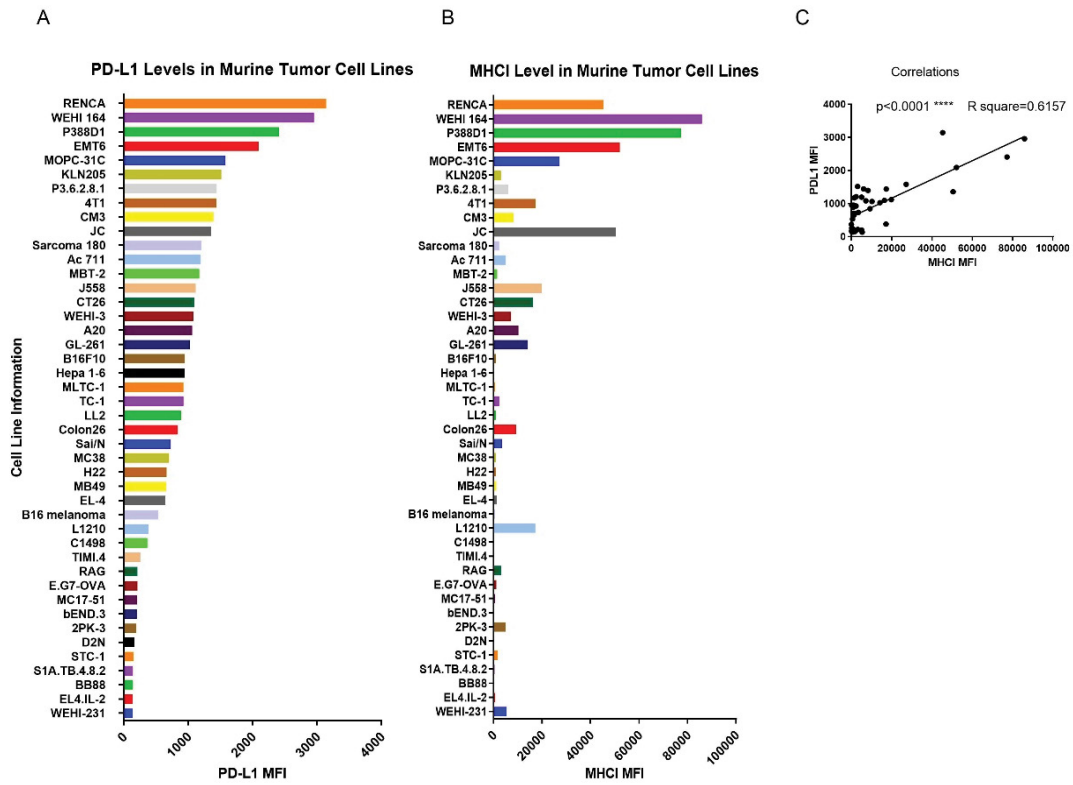 A
B
C
PD-L1 Levels in Murine Tumor Cell Lines
Cell Line Information
RENCA
WEHI 164
P388D1
EMT6
MOPC-31C
KLN205
P3.6.2.8.1
4T1
CM3
JC
Sarcoma 180
Ac 711
MBT-2
J558
CT26
WEHI-3
A20
GL-261
B16F10
Hepa 1-6
MLTC-1
TC-1
LL2
Colon26
Sai/N
MC38
H22
MB49
EL-4
B16 melanoma
L1210
C1498
TIMI.4
RAG
E.G7-OVA
MC17-51
bEND.3
2PK-3
D2N
STC-1
S1A.TB.4.8.2
BB88
EL4.IL-2
WEHI-231
0
1000
2000
3000
4000
PD-L1 MFI
MHCI Level in Murine Tumor Cell Lines
RENCA
WEHI 164
P388D1
EMT6
MOPC-31C
KLN205
P3.6.2.8.1
4T1
CM3
JC
Sarcoma 180
Ac 711
MBT-2
J558
CT26
WEHI-3
A20
GL-261
B16F10
Hepa 1-6
MLTC-1
TC-1
LL2
Colon26
Sai/N
MC38
H22
MB49
EL-4
B16 melanoma
L1210
C1498
TIMI.4
RAG
E.G7-OVA
MC17-51
bEND.3
2PK-3
D2N
STC-1
S1A.TB.4.8.2
BB88
EL4.IL-2
WEHI-231
0
20000
40000
60000
80000
100000
MHCI MFI
Correlations
p<0.0001 **** R square=0.6157
PDL1 MFI
4000
3000
2000
1000
0
0 20000 40000 60000 80000 100000
MHCI MFI